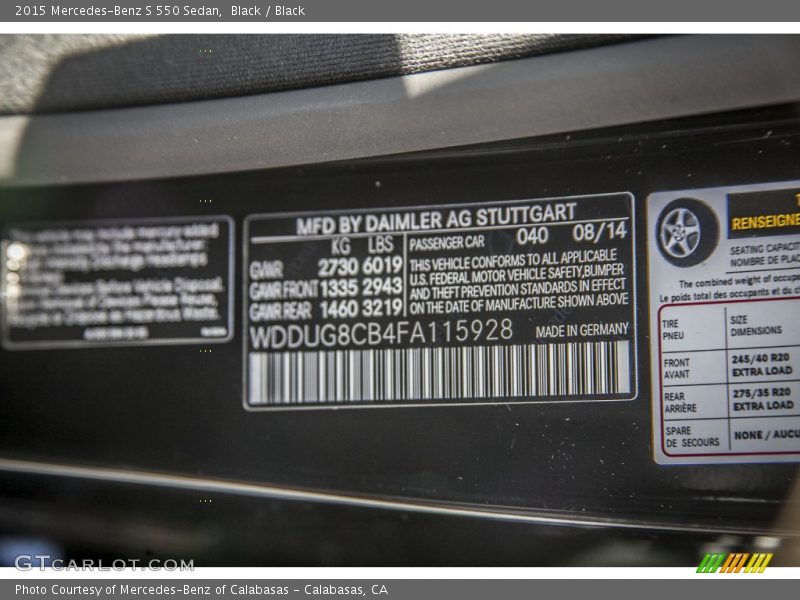 2015 Mercedes-Benz S 550 Sedan, Black / Black
MFD BY DAIMLER AG STUTTGART
KG LBS
GVWR 2730 6019
GAWR FRONT 1335 2943
GAWR REAR 1460 3219
PASSENGER CAR 040 08/14
THIS VEHICLE CONFORMS TO ALL APPLICABLE
U.S. FEDERAL MOTOR VEHICLE SAFETY,BUMPER
AND THEFT PREVENTION STANDARDS IN EFFECT
ON THE DATE OF MANUFACTURE SHOWN ABOVE
WDDUG8CB4FA115928 MADE IN GERMANY
RENSEIGNE
SEATING CAPACIT
NOMBRE DE PLAC
The combined weight of occupa
Le poids total des occupants et du c
TIRE
PNEU
SIZE
DIMENSIONS
FRONT
AVANT
245/40 R20
EXTRA LOAD
REAR
ARRIÈRE
275/35 R20
EXTRA LOAD
SPARE
DE SECOURS
NONE / AUCU
GTCARLOT.COM
Photo Courtesy of Mercedes-Benz of Calabasas - Calabasas, CA